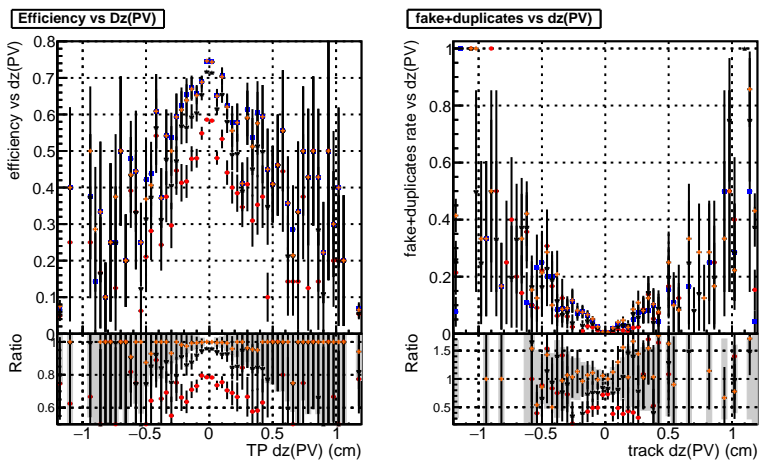 Efficiency vs Dz(PV)
efficiency vs dz(PV)
0.8
0.7
0.6
0.5
0.4
0.3
0.2
0.1
0
Ratio
1
0.8
0.6
−1 −0.5 0 0.5 1
TP dz(PV) (cm)
fake+duplicates vs dz(PV)
fake+duplicates rate vs dz(PV)
1
0.8
0.6
0.4
0.2
0
Ratio
1.5
1
0.5
−1 −0.5 0 0.5 1
track dz(PV) (cm)